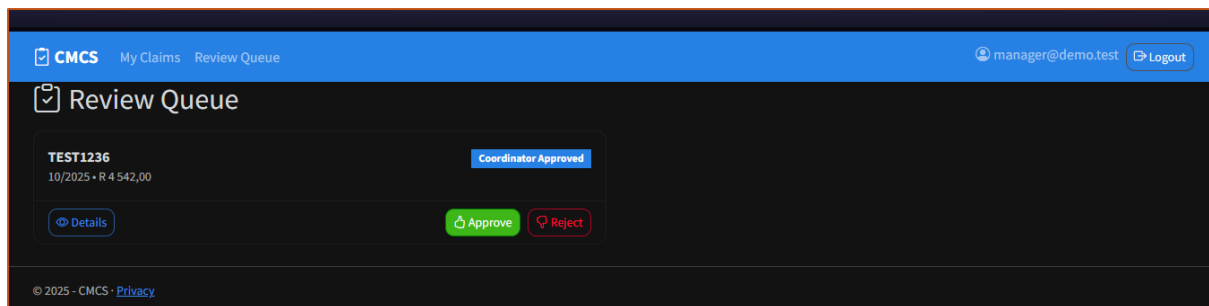 CMCS My Claims Review Queue manager@demo.test Logout
Review Queue
TEST1236 Coordinator Approved
10/2025 • R 4 542,00
Details Approve Reject
© 2025 - CMCS · Privacy